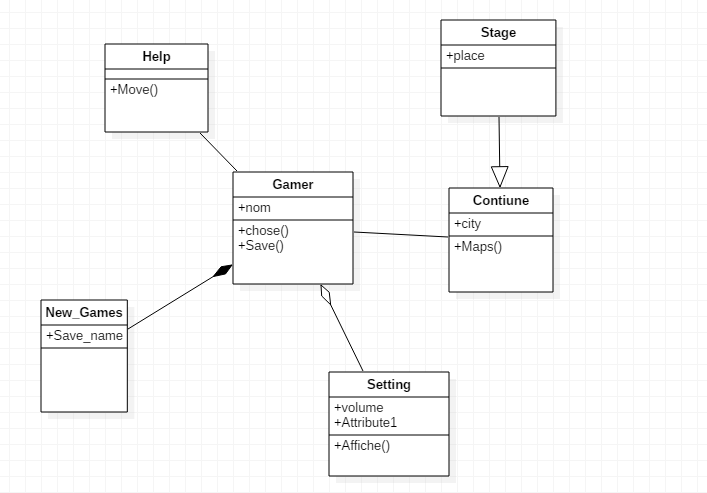 Help
+Move()
Stage
+place
Gamer
+nom
+chose()
+Save()
Contiune
+city
+Maps()
New_Games
+Save_name
Setting
+volume
+Attribute1
+Affiche()